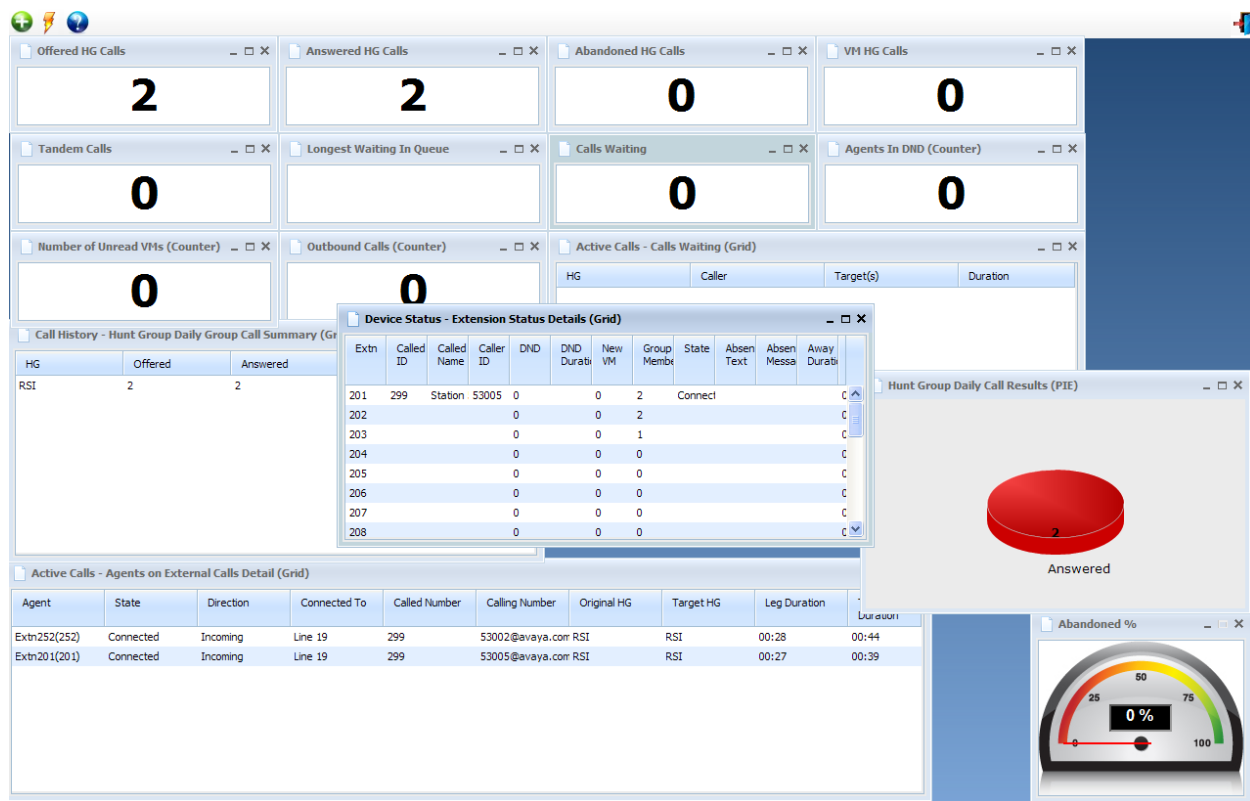 Offered HG Calls
2
Answered HG Calls
2
Abandoned HG Calls
0
VM HG Calls
0
Tandem Calls
0
Longest Waiting In Queue
Calls Waiting
0
Agents In DND (Counter)
0
Number of Unread VMs (Counter)
0
Outbound Calls (Counter)
0
Active Calls - Calls Waiting (Grid)
HG Caller Target(s) Duration
Call History - Hunt Group Daily Group Call Summary (Gr
HG Offered Answered
RSI 2 2
Device Status - Extension Status Details (Grid)
Extn Called ID Called Name Caller ID DND DND Durati New VM Group Membe State Absen Text Absen Messa Away Durati
201 299 Station 53005 0 0 2 Connect 0
202 0 0 2 0
203 0 0 1 0
204 0 0 0 0
205 0 0 0 0
206 0 0 0 0
207 0 0 0 0
208 0 0 0 0
Hunt Group Daily Call Results (PIE)
2
Answered
Active Calls - Agents on External Calls Detail (Grid)
Agent State Direction Connected To Called Number Calling Number Original HG Target HG Leg Duration Duration
Extn252(252) Connected Incoming Line 19 299 53002@avaya.com RSI RSI 00:28 00:44
Extn201(201) Connected Incoming Line 19 299 53005@avaya.com RSI RSI 00:27 00:39
Abandoned %
0 25 50 75 100
0 %